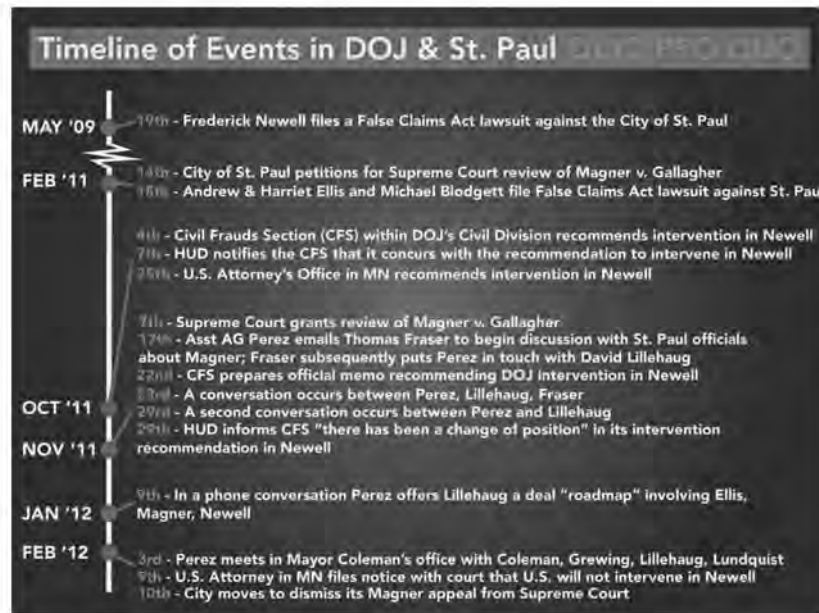 Timeline of Events in DOJ & St. Paul QUID PRO QUO
MAY '09
19th - Frederick Newell files a False Claims Act lawsuit against the City of St. Paul
FEB '11
14th - City of St. Paul petitions for Supreme Court review of Magner v. Gallagher
- Andrew & Harriet Ellis and Michael Blodgett file False Claims Act lawsuit against St. Pau
OCT '11
4th - Civil Frauds Section (CFS) within DOJ's Civil Division recommends intervention in Newell
7th - HUD notifies the CFS that it concurs with the recommendation to intervene in Newell
25th - U.S. Attorney's Office in MN recommends intervention in Newell
NOV '11
7th - Supreme Court grants review of Magner v. Gallagher
17th - Asst AG Perez emails Thomas Fraser to begin discussion with St. Paul officials
about Magner; Fraser subsequently puts Perez in touch with David Lillehaug
22nd - CFS prepares official memo recommending DOJ intervention in Newell
23rd - A conversation occurs between Perez, Lillehaug, Fraser
29rd - A second conversation occurs between Perez and Lillehaug
29th - HUD informs CFS "there has been a change of position" in its intervention
recommendation in Newell
JAN '12
9th - In a phone conversation Perez offers Lillehaug a deal "roadmap" involving Ellis,
Magner, Newell
FEB '12
3rd - Perez meets in Mayor Coleman's office with Coleman, Grewing, Lillehaug, Lundquist
9th - U.S. Attorney in MN files notice with court that U.S. will not intervene in Newell
10th - City moves to dismiss its Magner appeal from Supreme Court